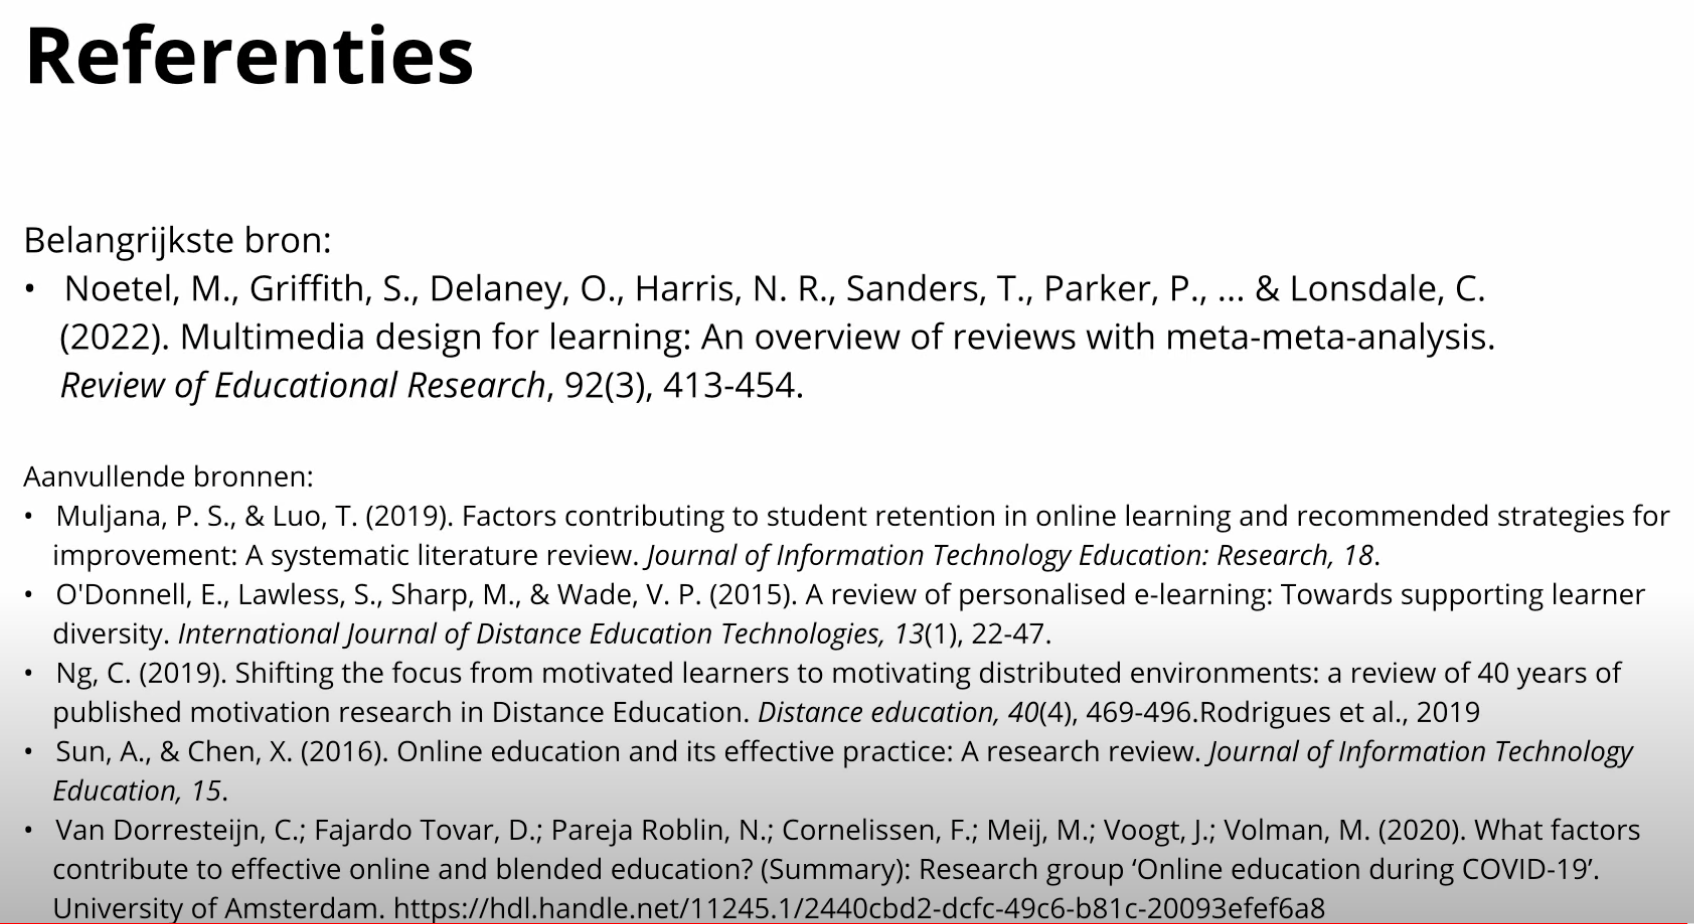 Referenties
Belangrijkste bron:
• Noetel, M., Griffith, S., Delaney, O., Harris, N. R., Sanders, T., Parker, P., ... & Lonsdale, C.
(2022). Multimedia design for learning: An overview of reviews with meta-meta-analysis.
Review of Educational Research, 92(3), 413-454.
Aanvullende bronnen:
• Muljana, P. S., & Luo, T. (2019). Factors contributing to student retention in online learning and recommended strategies for
improvement: A systematic literature review. Journal of Information Technology Education: Research, 18.
• O'Donnell, E., Lawless, S., Sharp, M., & Wade, V. P. (2015). A review of personalised e-learning: Towards supporting learner
diversity. International Journal of Distance Education Technologies, 13(1), 22-47.
• Ng, C. (2019). Shifting the focus from motivated learners to motivating distributed environments: a review of 40 years of
published motivation research in Distance Education. Distance education, 40(4), 469-496.Rodrigues et al., 2019
• Sun, A., & Chen, X. (2016). Online education and its effective practice: A research review. Journal of Information Technology
Education, 15.
• Van Dorresteijn, C.; Fajardo Tovar, D.; Pareja Roblin, N.; Cornelissen, F.; Meij, M.; Voogt, J.; Volman, M. (2020). What factors
contribute to effective online and blended education? (Summary): Research group ‘Online education during COVID-19’.
University of Amsterdam. https://hdl.handle.net/11245.1/2440cbd2-dcfc-49c6-b81c-20093efef6a8